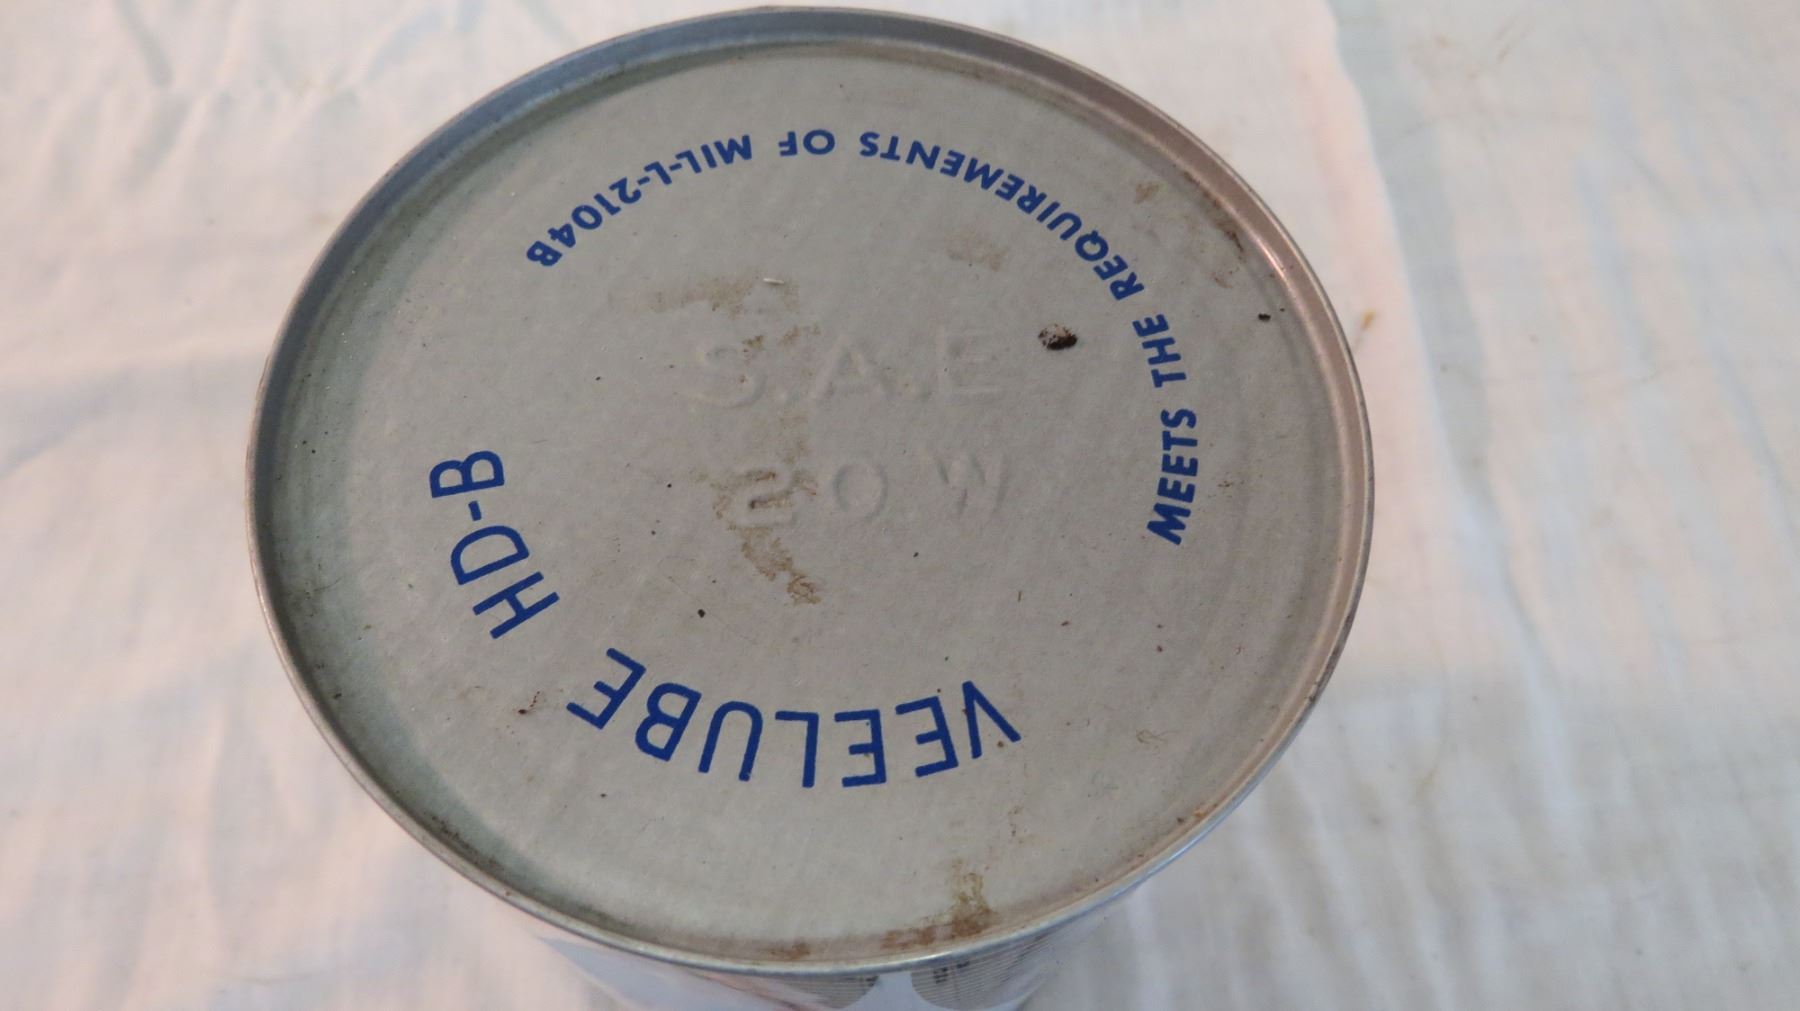 VEELUBE HD-B
MEETS THE REQUIREMENTS OF MIL-L-2104B
S.A.E
20W